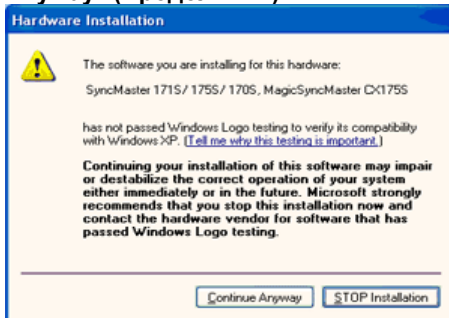 Hardware Installation
The software you are installing for this hardware:
SyncMaster 171S/ 175S/ 170S, MagicSyncMaster CX175S
has not passed Windows Logo testing to verify its compatibility
with Windows XP. (Tell me why this testing is important.)
Continuing your installation of this software may impair
or destabilize the correct operation of your system
either immediately or in the future. Microsoft strongly
recommends that you stop this installation now and
contact the hardware vendor for software that has
passed Windows Logo testing.
Continue Anyway
STOP Installation